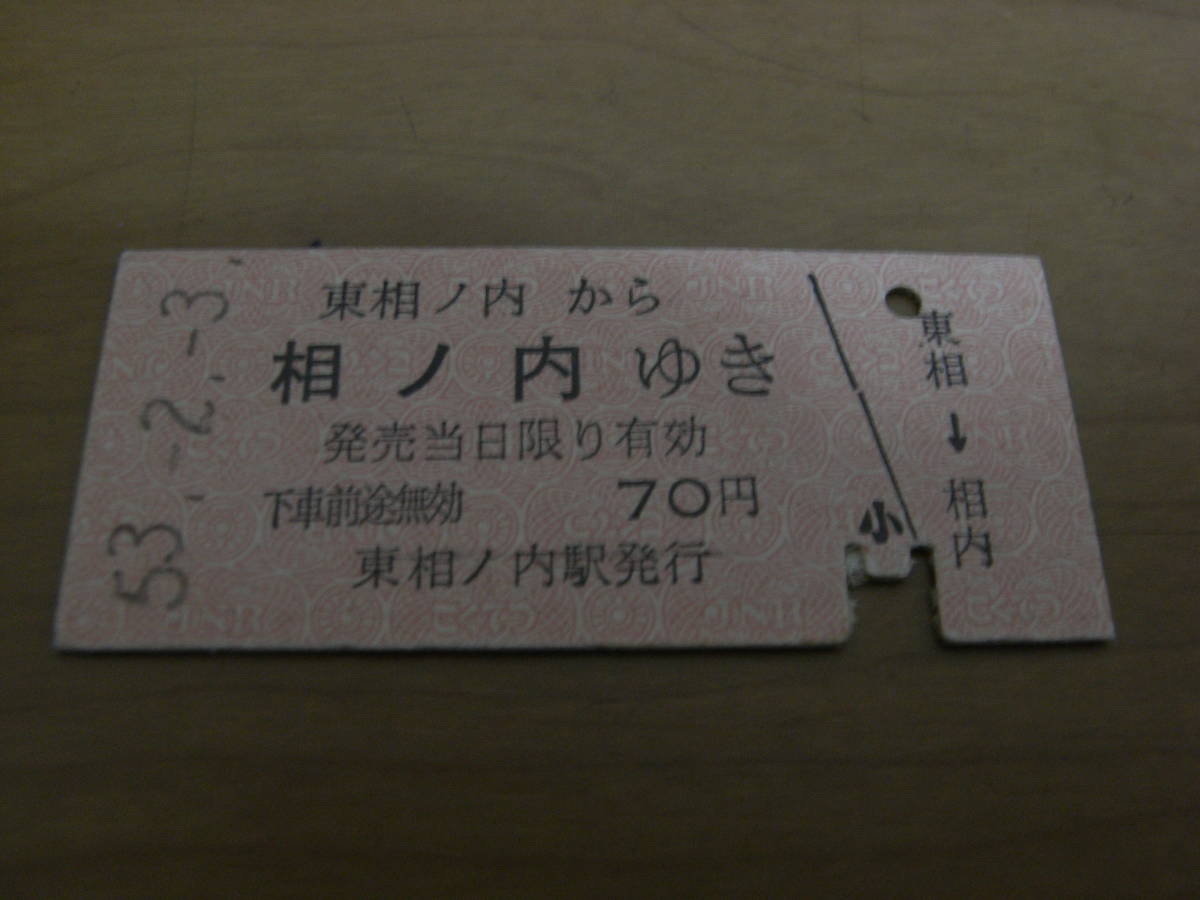 53.-2.-3.
東相ノ内 から
相ノ内 ゆき
発売当日限り有効
下車前途無効 70円
東相ノ内駅発行
小
東相
↓
相内